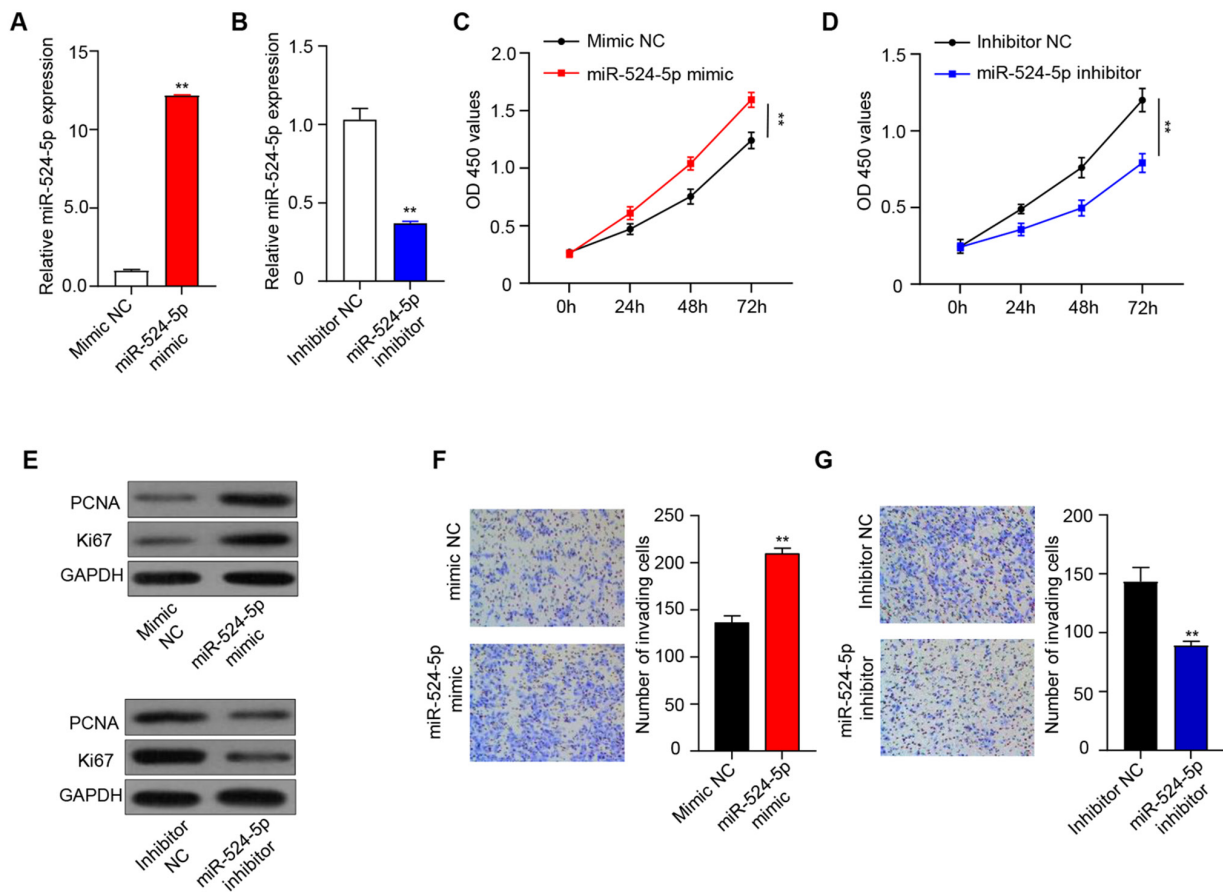 A
Relative miR-524-5p expression
15
10
5
0.0
**
Mimic NC
miR-524-5p
mimic
B
Relative miR-524-5p expression
1.5
1.0
0.5
0
**
Inhibitor NC
miR-524-5p
inhibitor
C
Mimic NC
miR-524-5p mimic
OD 450 values
2.0
1.5
1.0
0.5
0
**
0h 24h 48h 72h
D
Inhibitor NC
miR-524-5p inhibitor
OD 450 values
1.5
1.0
0.5
0.0
**
0h 24h 48h 72h
E
PCNA
Ki67
GAPDH
Mimic
NC
miR-524-5p
mimic
PCNA
Ki67
GAPDH
Inhibitor
NC
miR-524-5p
inhibitor
F
mimic NC
miR-524-5p
mimic
Number of invading cells
250
200
150
100
50
0
**
Mimic NC
miR-524-5p
mimic
G
Inhibitor NC
miR-524-5p
inhibitor
Number of invading cells
200
150
100
50
0
**
Inhibitor NC
miR-524-5p
inhibitor